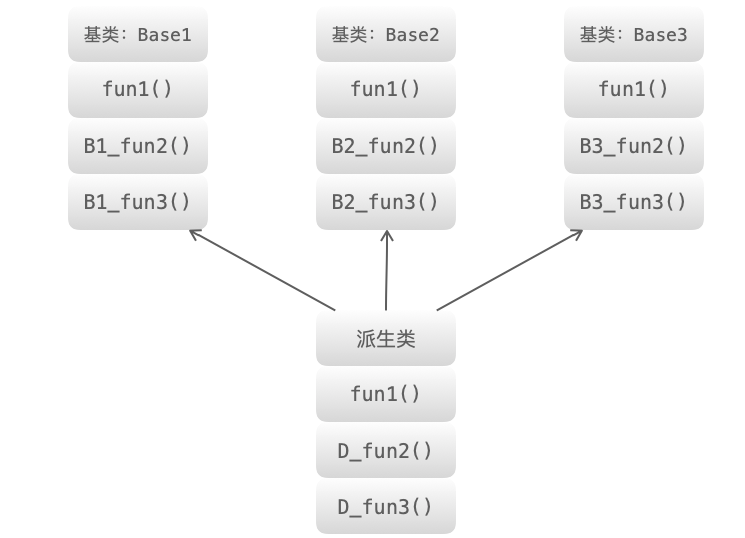 基类：Base1
fun1()
B1_fun2()
B1_fun3()
基类：Base2
fun1()
B2_fun2()
B2_fun3()
基类：Base3
fun1()
B3_fun2()
B3_fun3()
派生类
fun1()
D_fun2()
D_fun3()